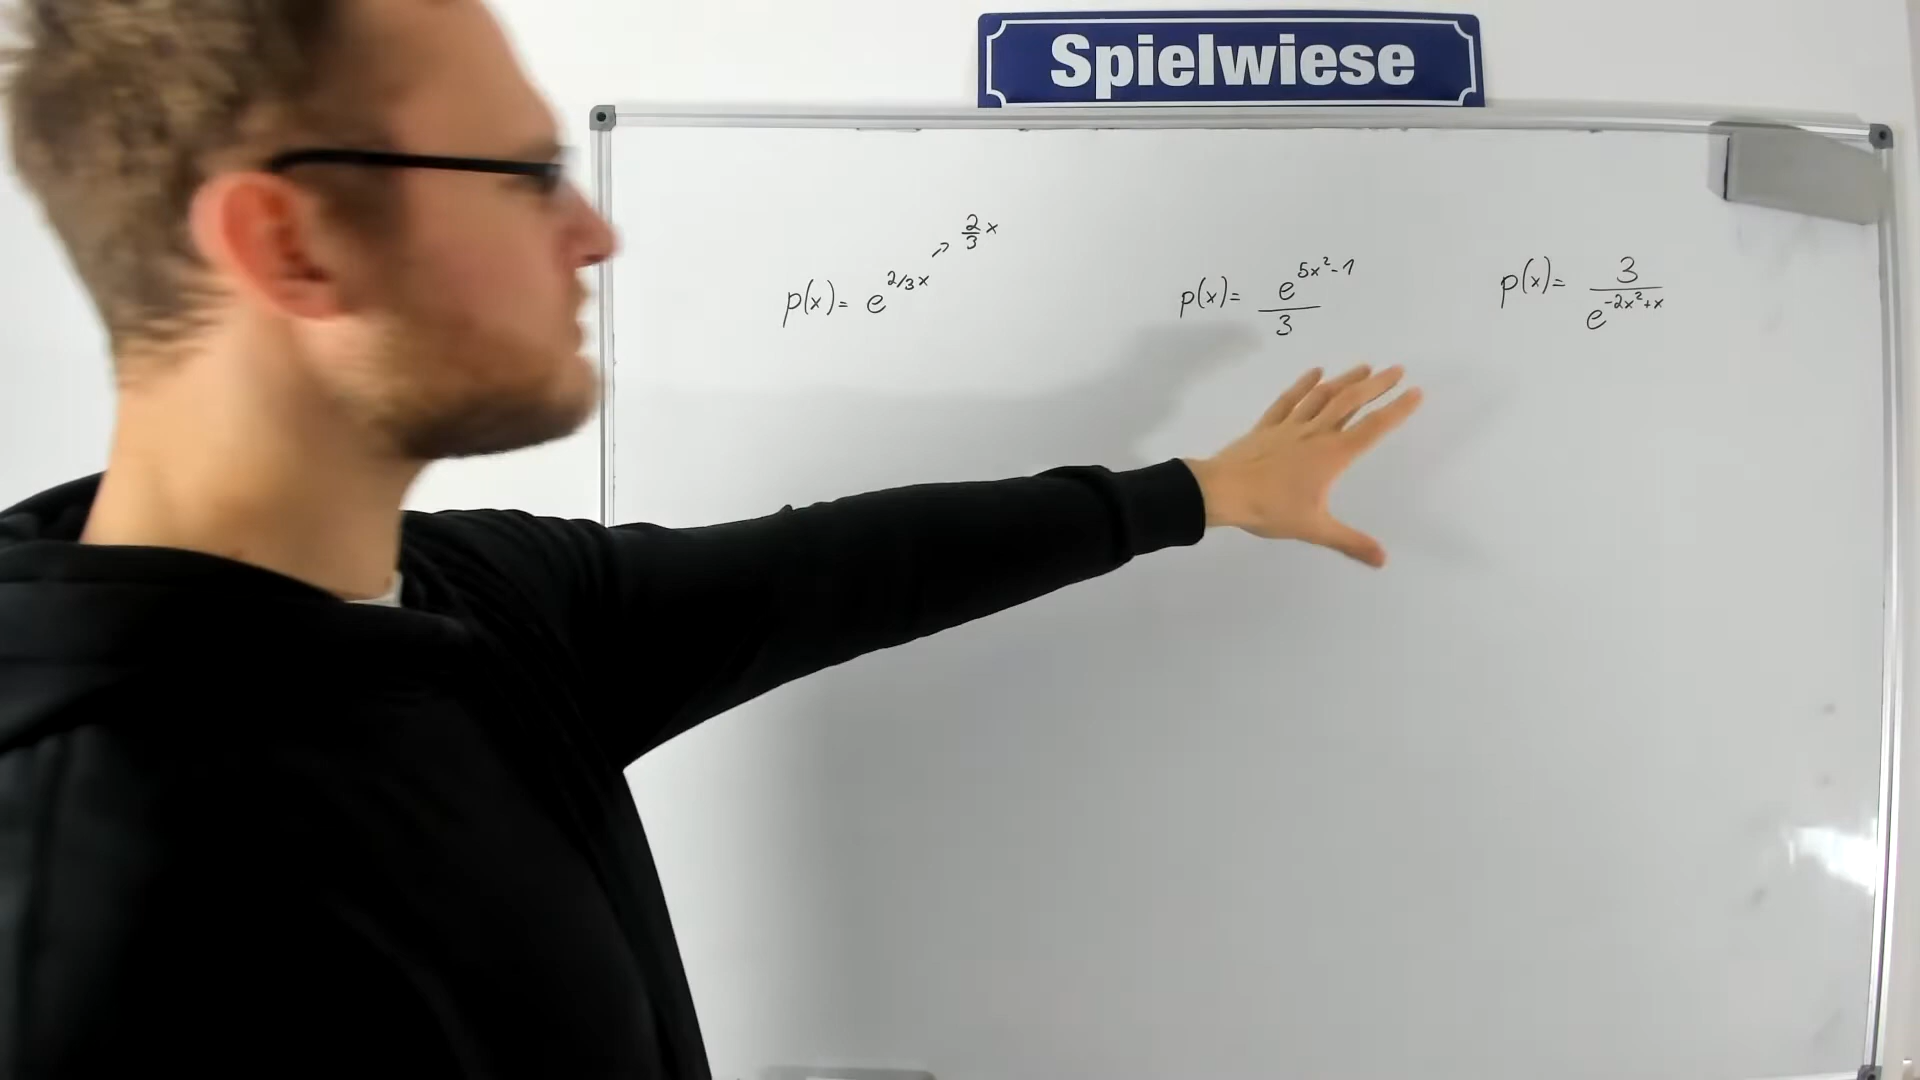 Spielwiese
p(x)= e^(2/3x) ↗ 2/3 x
p(x)= e^(5x²-1) / 3
p(x)= 3 / e^(-2x²+x)